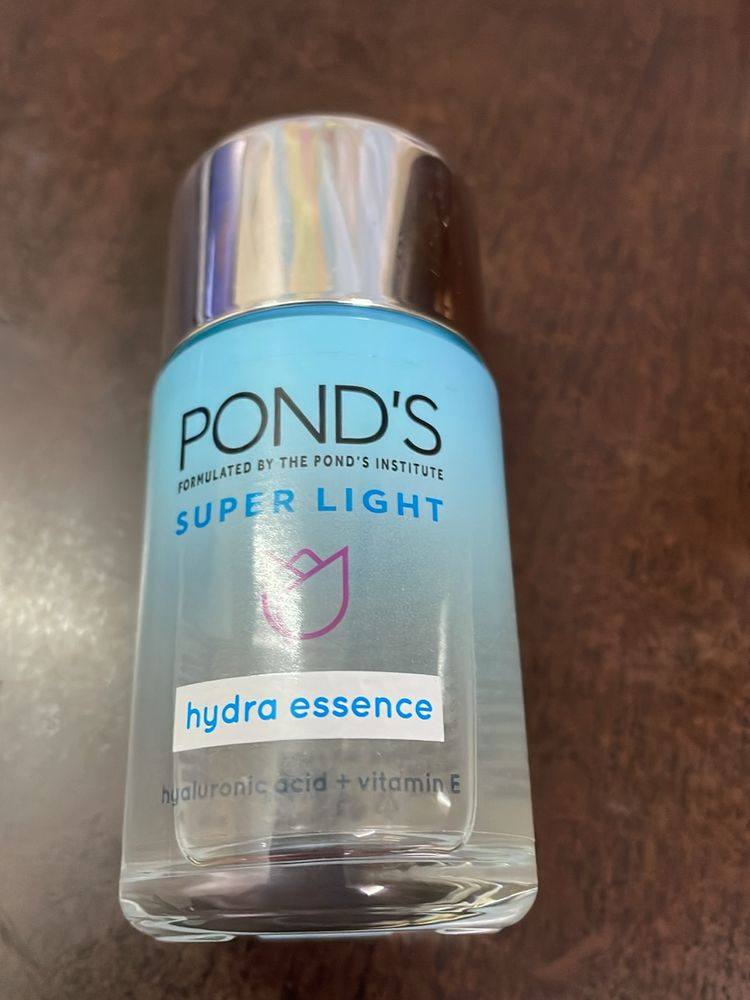 POND'S
FORMULATED BY THE POND'S INSTITUTE
SUPER LIGHT
hydra essence
hyaluronic acid + vitamin E